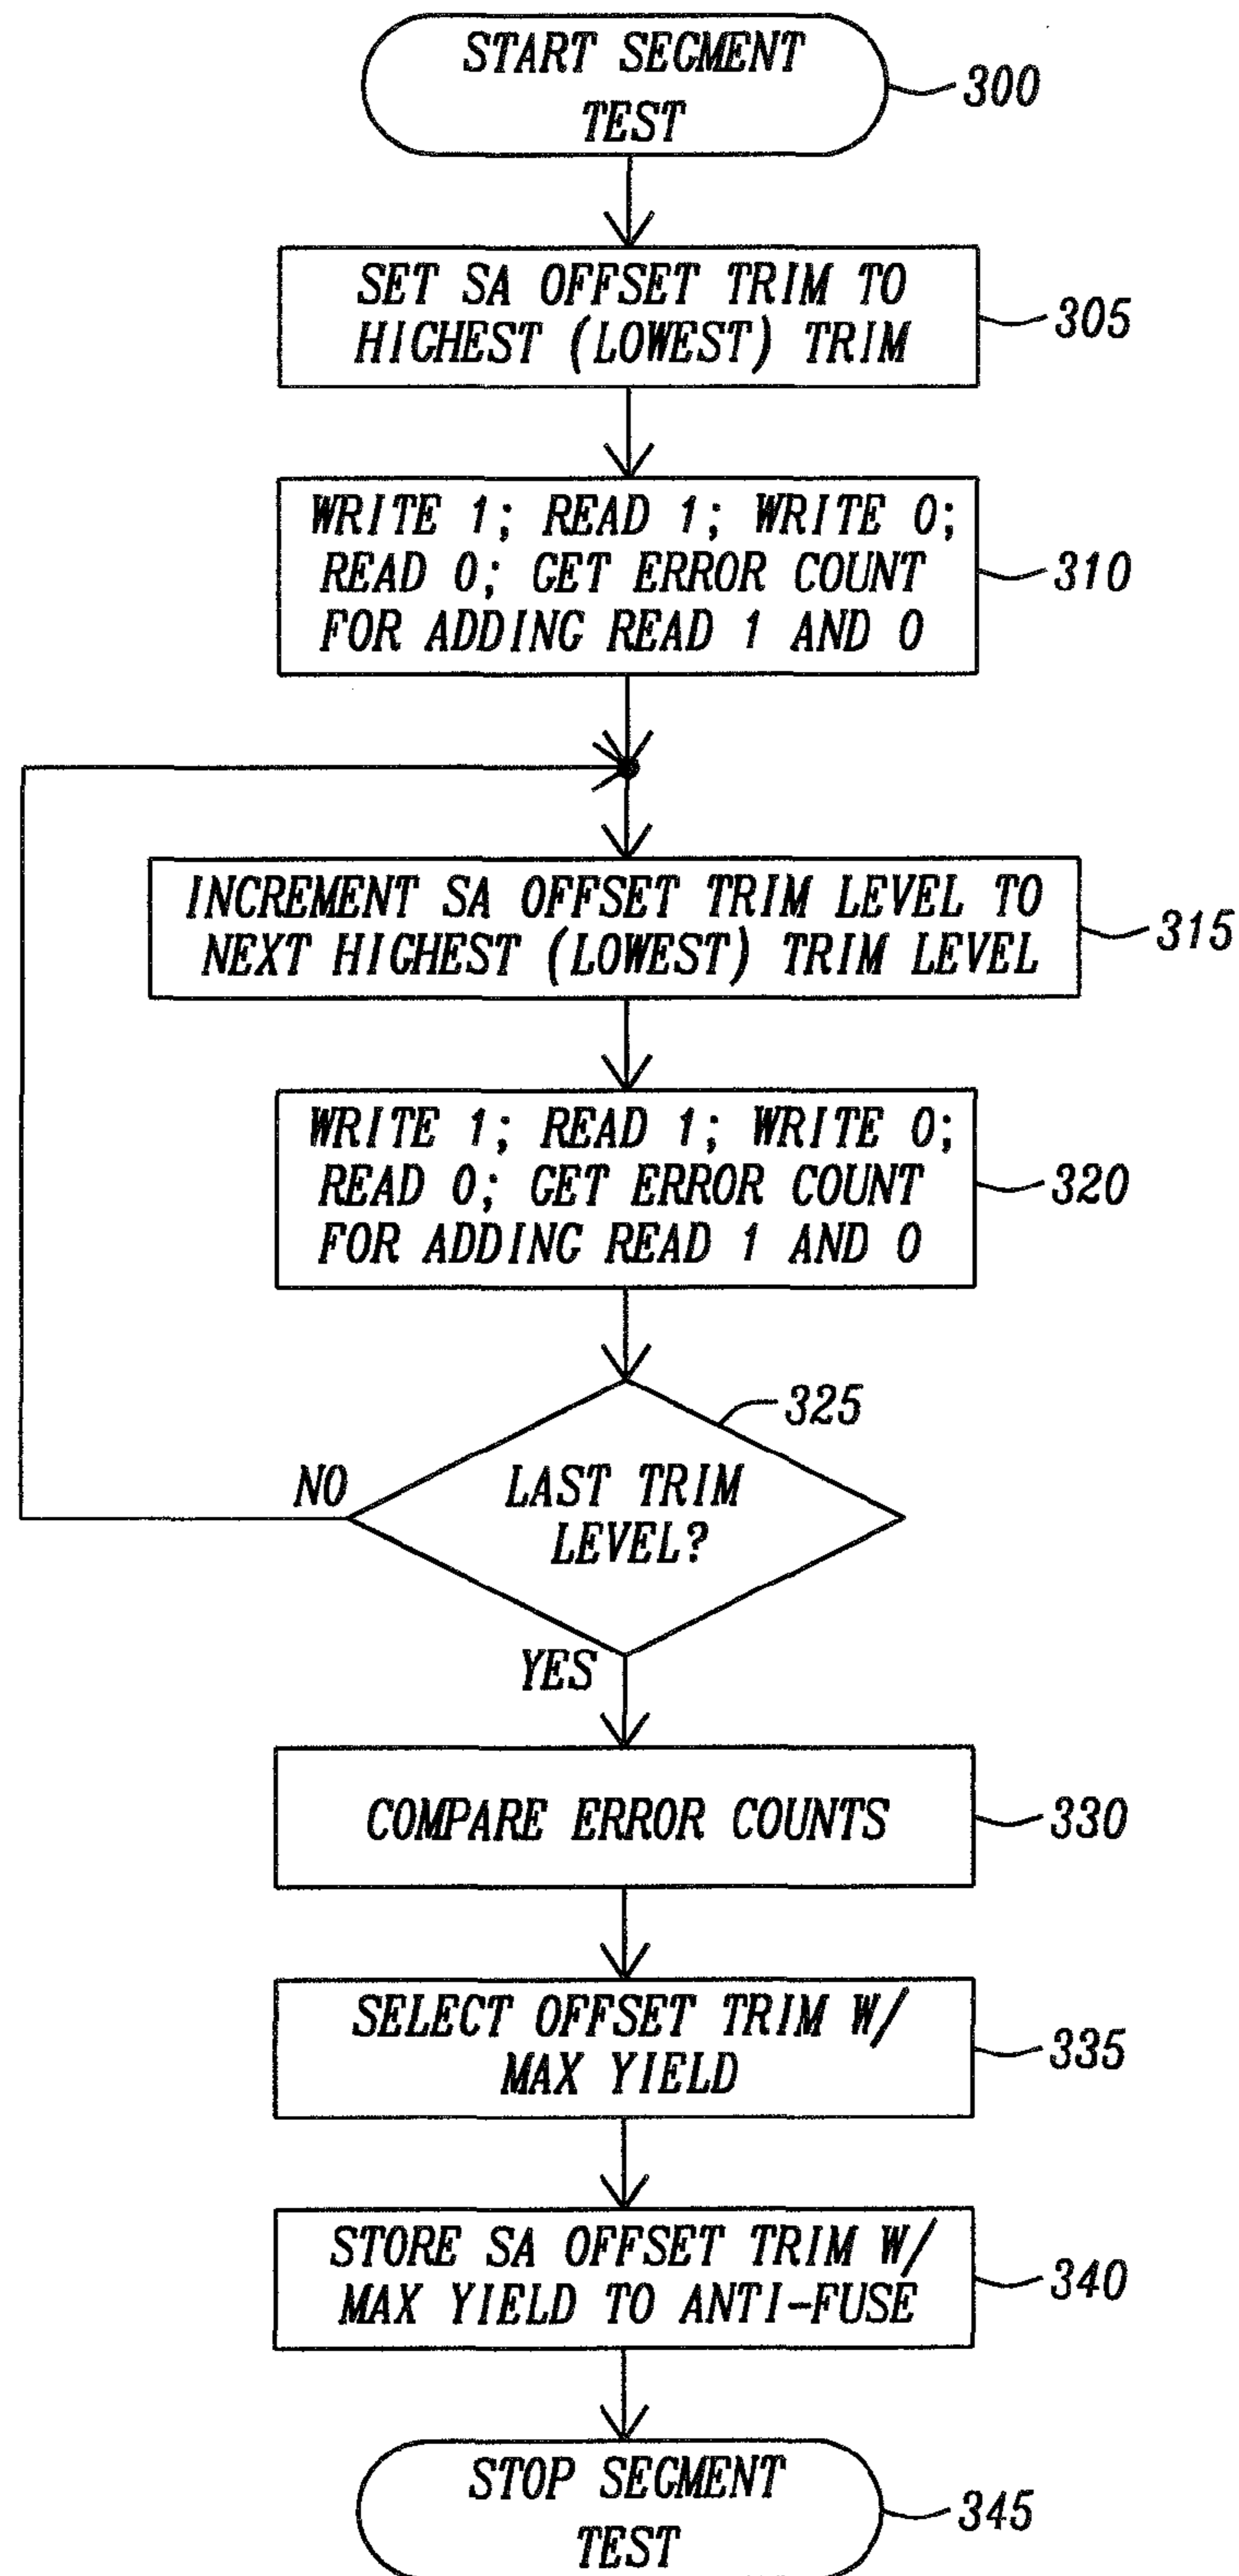 START SEGMENT
TEST
300
SET SA OFFSET TRIM TO
HIGHEST (LOWEST) TRIM
305
WRITE 1; READ 1; WRITE 0;
READ 0; GET ERROR COUNT
FOR ADDING READ 1 AND 0
310
INCREMENT SA OFFSET TRIM LEVEL TO
NEXT HIGHEST (LOWEST) TRIM LEVEL
315
WRITE 1; READ 1; WRITE 0;
READ 0; GET ERROR COUNT
FOR ADDING READ 1 AND 0
320
325
NO
LAST TRIM
LEVEL?
YES
COMPARE ERROR COUNTS
330
SELECT OFFSET TRIM W/
MAX YIELD
335
STORE SA OFFSET TRIM W/
MAX YIELD TO ANTI-FUSE
340
STOP SEGMENT
TEST
345